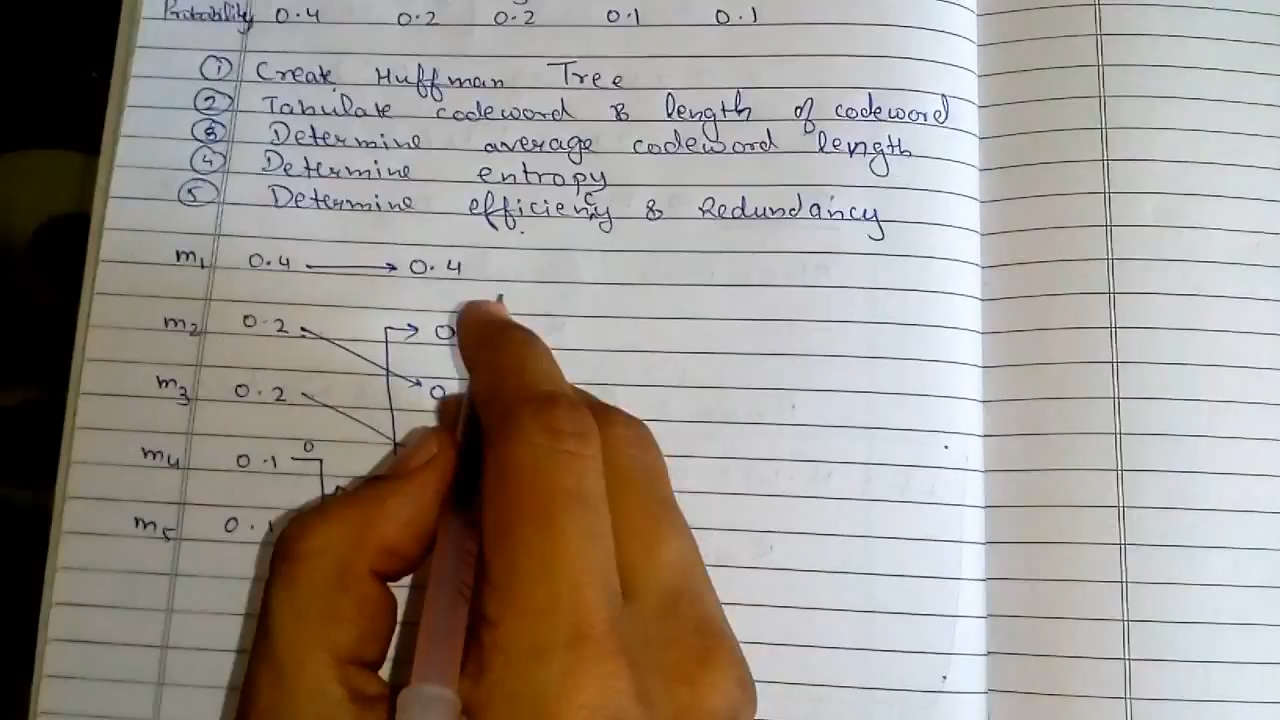 Probability 0.4 0.2 0.2 0.1 0.1
① Create Huffman Tree
② Tabulate codeword & length of codeword
③ Determine average codeword length
④ Determine entropy
⑤ Determine efficiency & Redundancy
m1 0.4 → 0.4
m2 0.2 → 0
m3 0.2 0
m4 0.1 0
m5 0.1